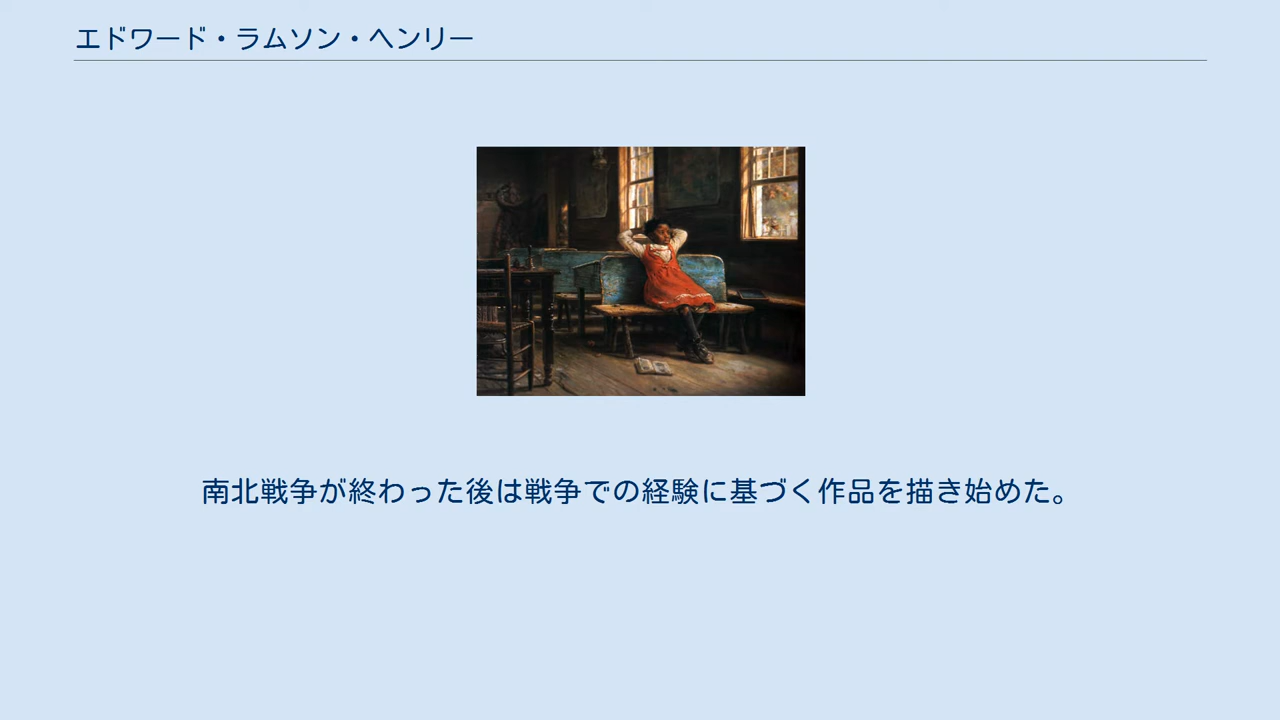 エドワード・ラムソン・ヘンリー
南北戦争が終わった後は戦争での経験に基づく作品を描き始めた。